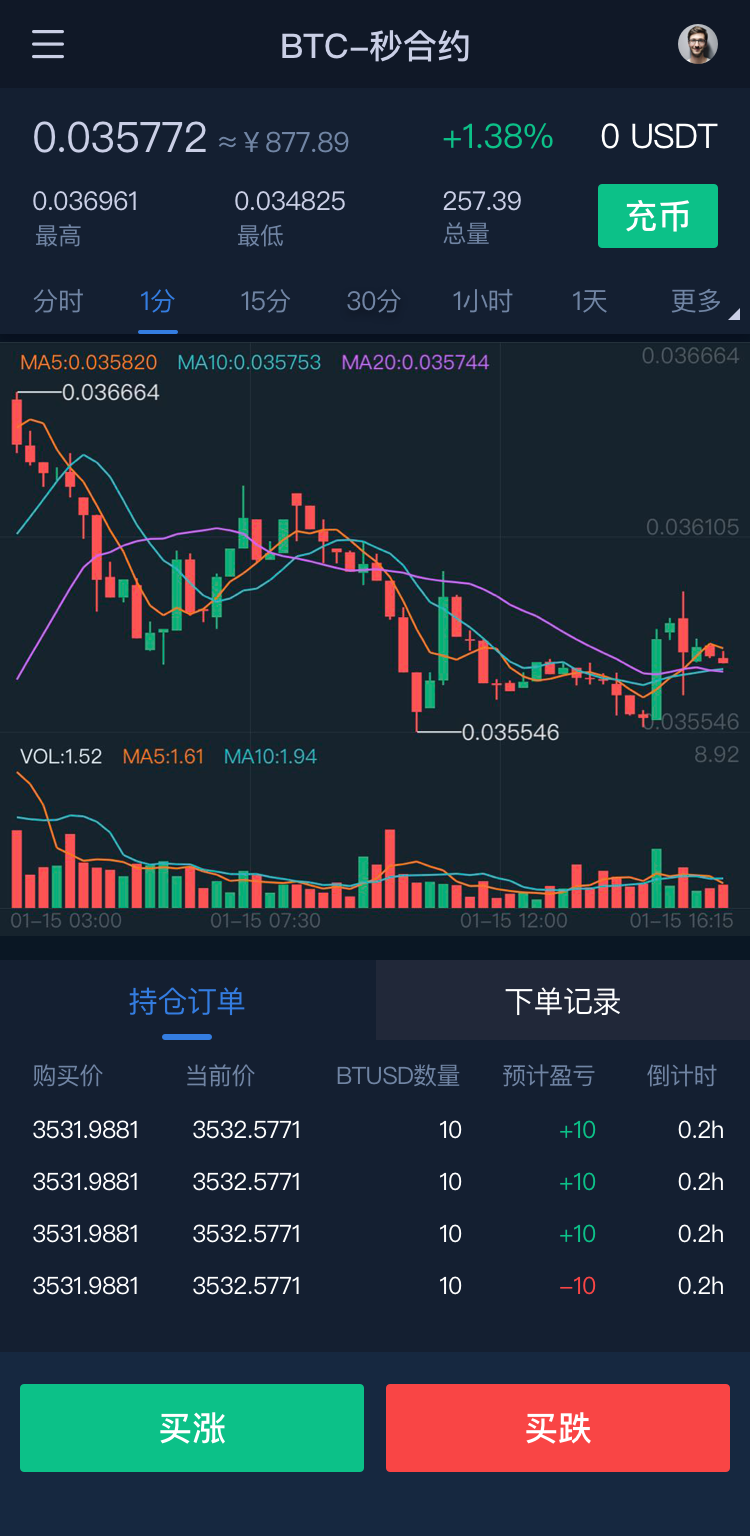 BTC–秒合约
0.035772 ≈¥877.89 +1.38% 0 USDT
0.036961 0.034825 257.39 充币
最高 最低 总量
分时 1分 15分 30分 1小时 1天 更多
MA5:0.035820 MA10:0.035753 MA20:0.035744 0.036664
0.036664
0.036105
0.035546
0.035546
VOL:1.52 MA5:1.61 MA10:1.94 8.92
01–15 03:00 01–15 07:30 01–15 12:00 01–15 16:15
持仓订单 下单记录
购买价 当前价 BTUSD数量 预计盈亏 倒计时
3531.9881 3532.5771 10 +10 0.2h
3531.9881 3532.5771 10 +10 0.2h
3531.9881 3532.5771 10 +10 0.2h
3531.9881 3532.5771 10 –10 0.2h
买涨 买跌